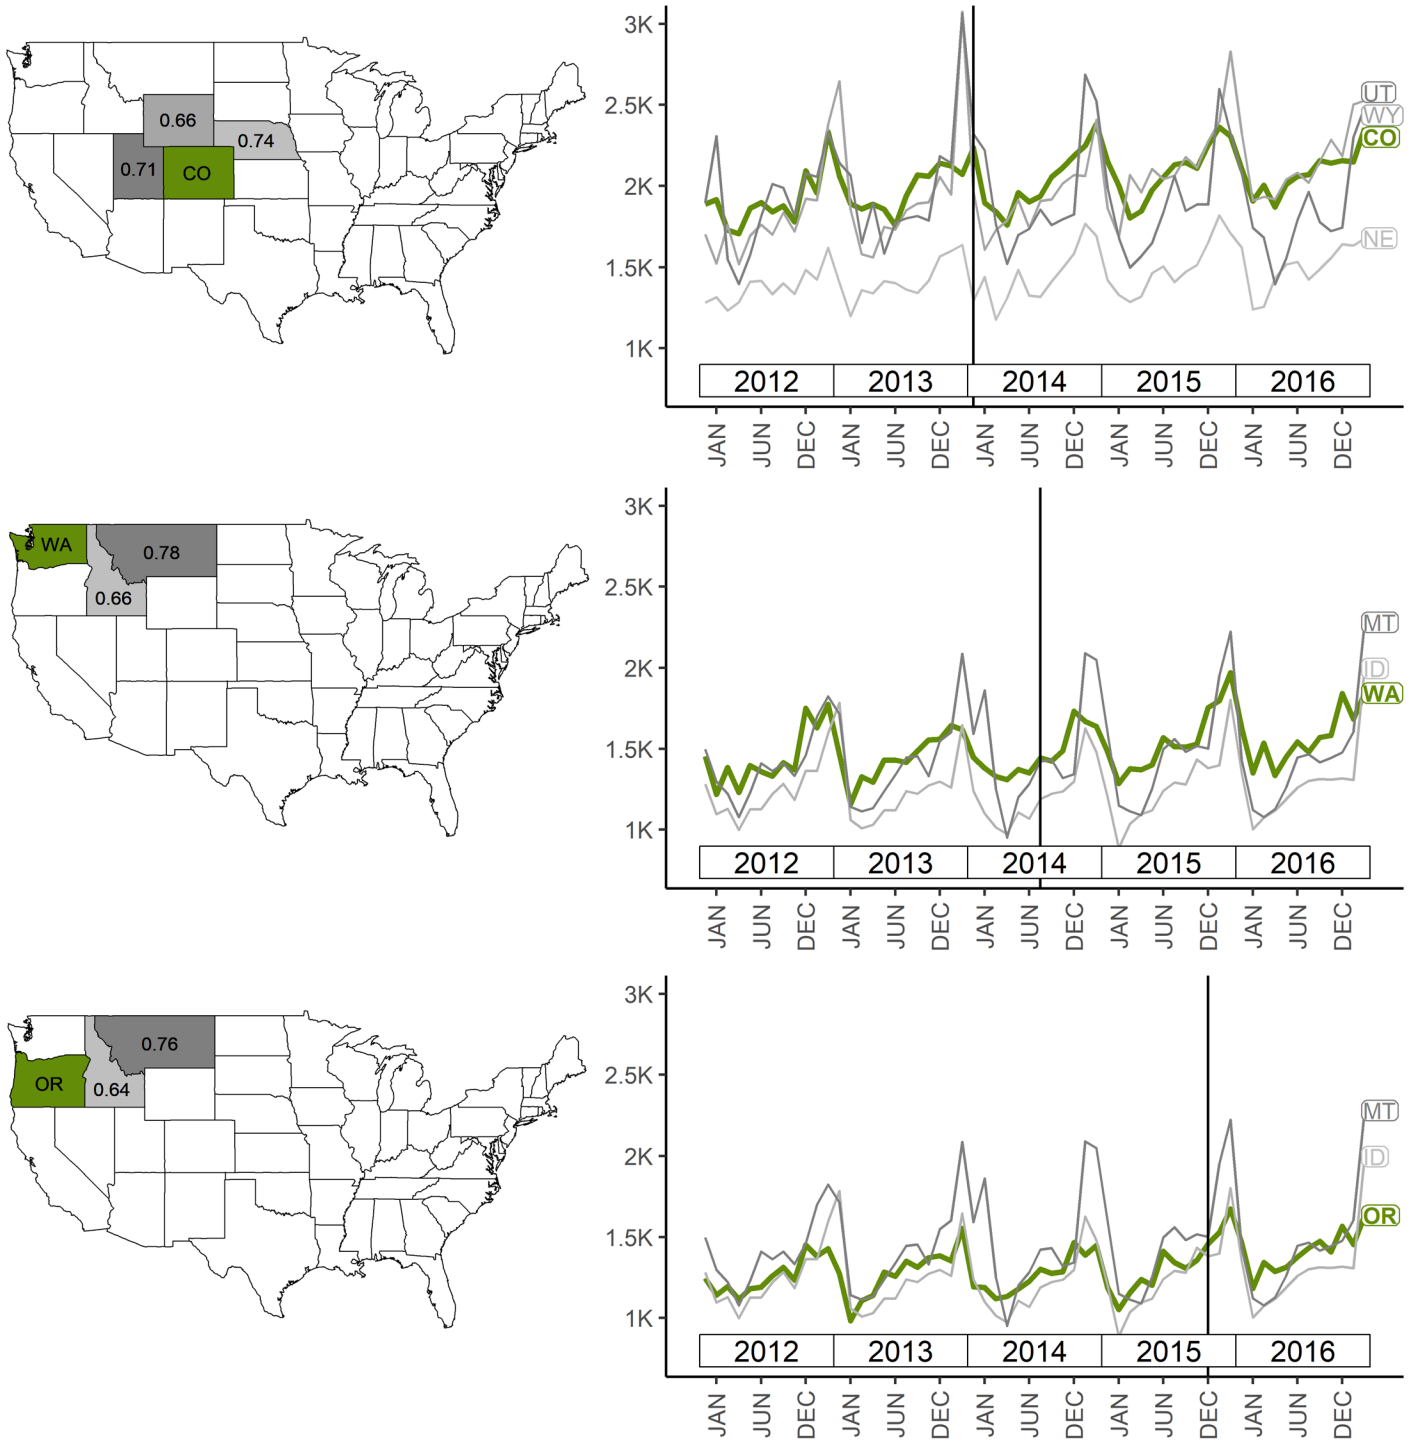 0.66
0.74
0.71
CO
3K
2.5K
2K
1.5K
1K
UT
WY
CO
NE
2012 2013 2014 2015 2016
JAN JUN DEC JAN JUN DEC JAN JUN DEC JAN JUN DEC JAN JUN DEC
WA
0.78
0.66
3K
2.5K
2K
1.5K
1K
MT
ID
WA
2012 2013 2014 2015 2016
JAN JUN DEC JAN JUN DEC JAN JUN DEC JAN JUN DEC JAN JUN DEC
0.76
OR
0.64
3K
2.5K
2K
1.5K
1K
MT
ID
OR
2012 2013 2014 2015 2016
JAN JUN DEC JAN JUN DEC JAN JUN DEC JAN JUN DEC JAN JUN DEC